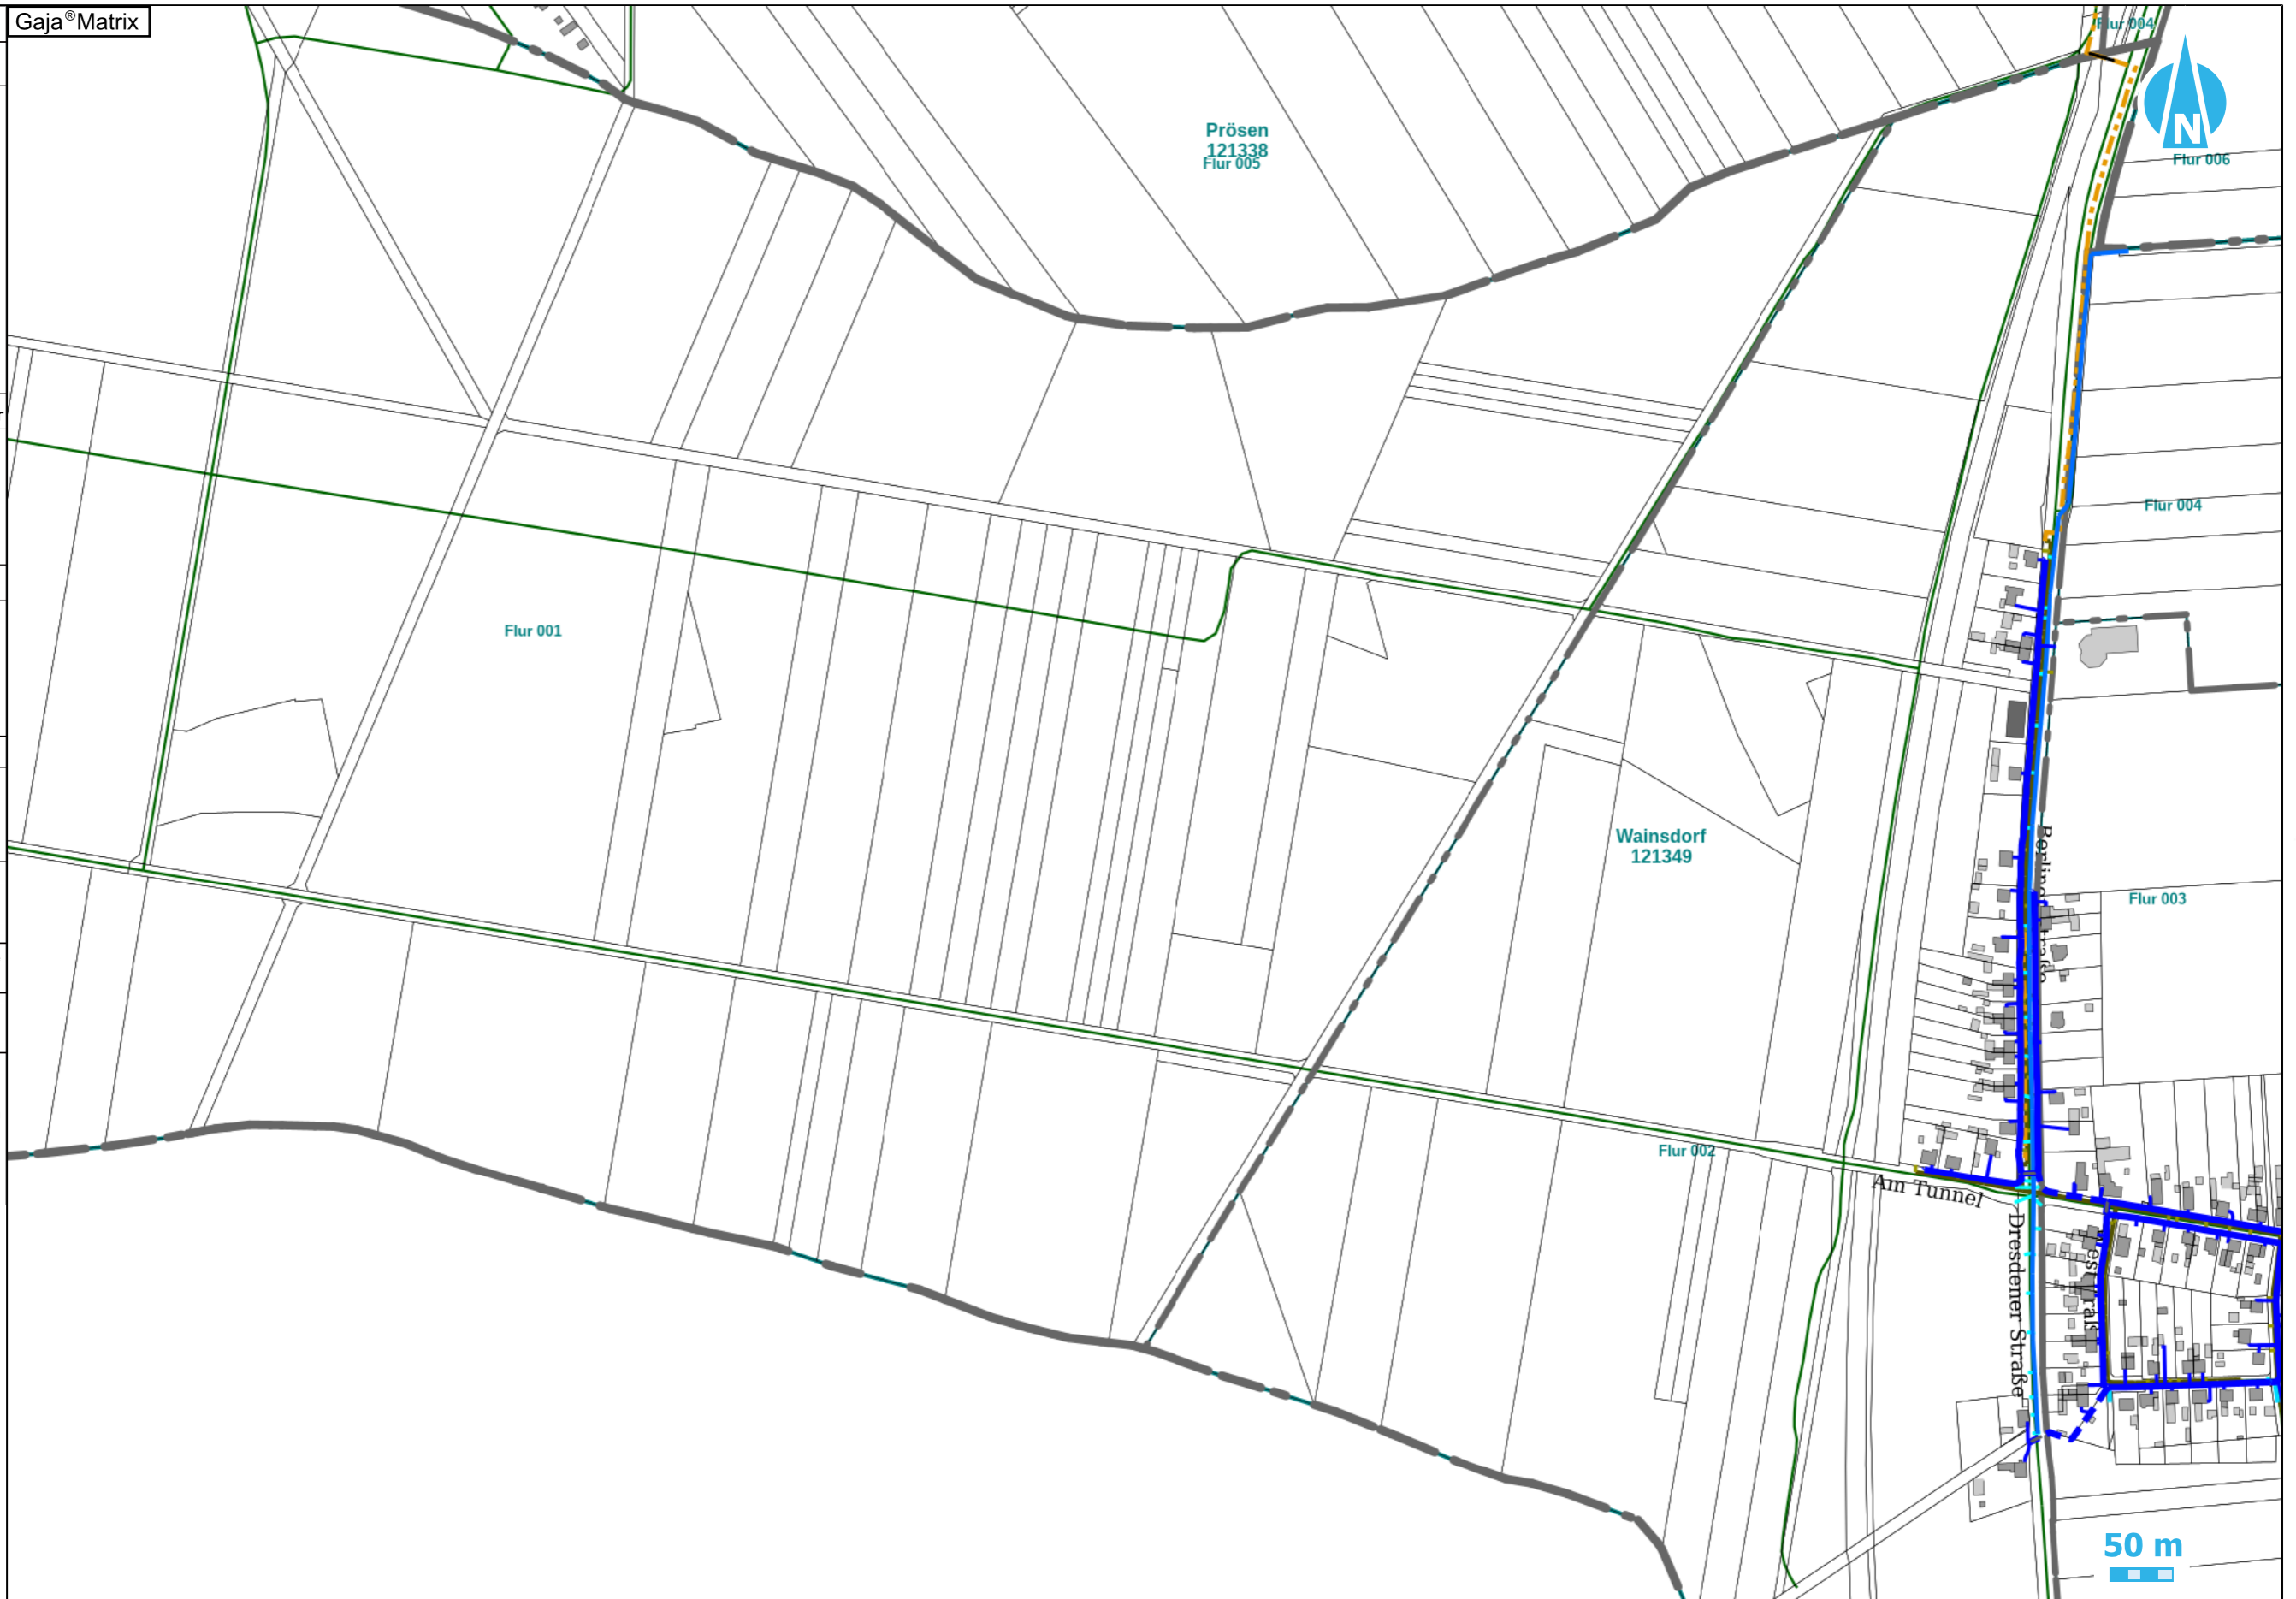 Gaja®Matrix
Flur 004
N
Prösen
121338
Flur 005
Flur 006
Flur 004
Flur 001
Wainsdorf
121349
Flur 003
Flur 002
Am Tunnel
Dresdener Straße
50 m